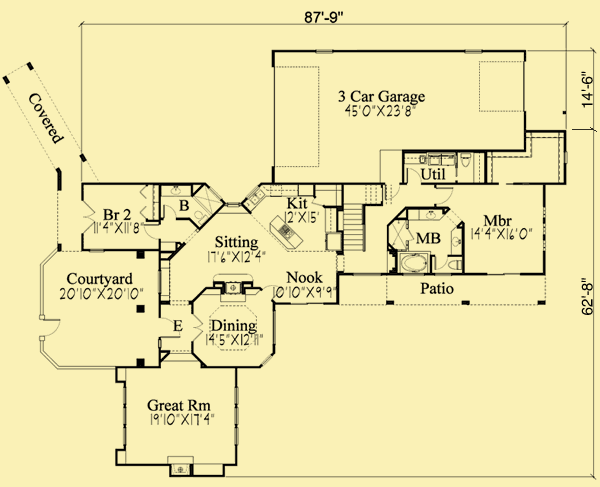 87'-9"
14'-6"
62'-8"
Covered
3 Car Garage
45'0"X23'8"
Util
Br 2
11'4"X11'8"
B
Kit
12'X15'
Sitting
17'6"X12'4"
MB
Mbr
14'4"X16'0"
Courtyard
20'10"X20'10"
Nook
10'10"X9'9"
Patio
E
Dining
14'5"X12'11"
Great Rm
19'10"X17'4"